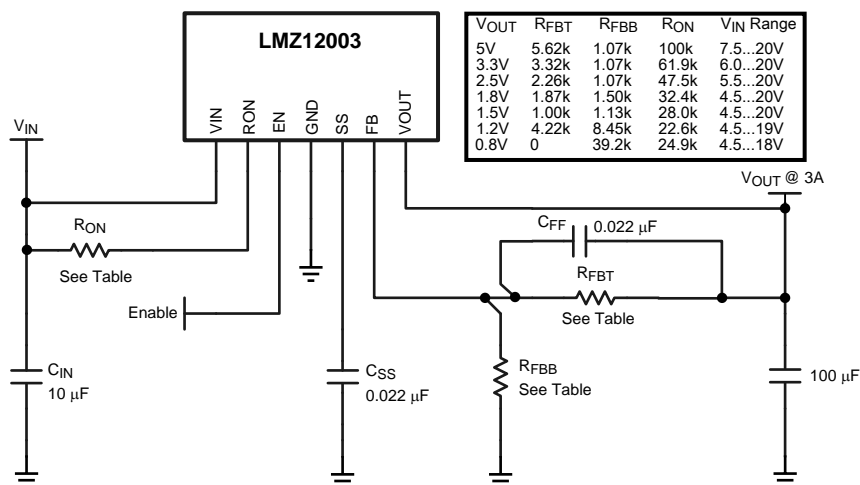 LMZ12003
VIN
RON
EN
GND
SS
FB
VOUT
VOUT RFBT RFBB RON VIN Range
5V 5.62k 1.07k 100k 7.5...20V
3.3V 3.32k 1.07k 61.9k 6.0...20V
2.5V 2.26k 1.07k 47.5k 5.5...20V
1.8V 1.87k 1.50k 32.4k 4.5...20V
1.5V 1.00k 1.13k 28.0k 4.5...20V
1.2V 4.22k 8.45k 22.6k 4.5...19V
0.8V 0 39.2k 24.9k 4.5...18V
VIN
VOUT @ 3A
RON
See Table
CFF 0.022 μF
RFBT
See Table
Enable
CIN
10 μF
CSS
0.022 μF
RFBB
See Table
100 μF